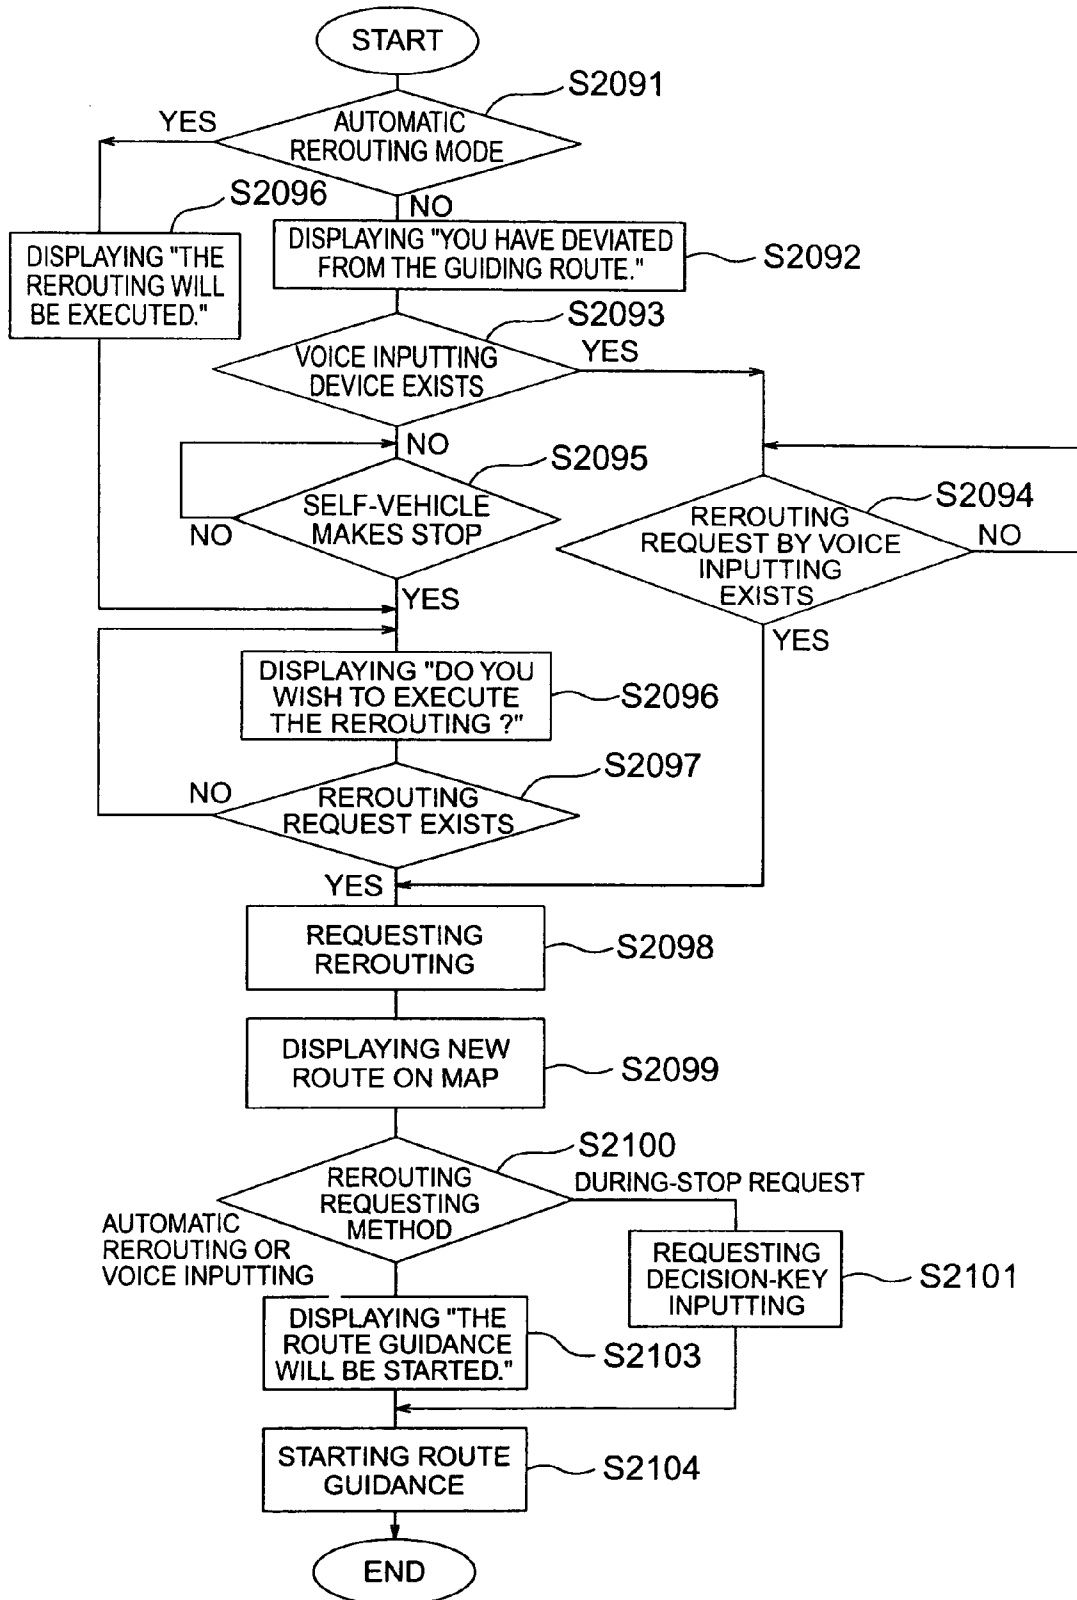 START
S2091
YES
AUTOMATIC
REROUTING MODE
S2096
NO
DISPLAYING "THE
REROUTING WILL
BE EXECUTED."
DISPLAYING "YOU HAVE DEVIATED
FROM THE GUIDING ROUTE."
S2092
S2093
VOICE INPUTTING
DEVICE EXISTS
YES
NO
S2095
SELF-VEHICLE
MAKES STOP
NO
S2094
REROUTING
REQUEST BY VOICE
INPUTTING
EXISTS
NO
YES
YES
DISPLAYING "DO YOU
WISH TO EXECUTE
THE REROUTING ?"
S2096
S2097
NO
REROUTING
REQUEST EXISTS
YES
REQUESTING
REROUTING
S2098
DISPLAYING NEW
ROUTE ON MAP
S2099
S2100
REROUTING
REQUESTING
METHOD
DURING-STOP REQUEST
AUTOMATIC
REROUTING OR
VOICE INPUTTING
REQUESTING
DECISION-KEY
INPUTTING
S2101
DISPLAYING "THE
ROUTE GUIDANCE
WILL BE STARTED."
S2103
STARTING ROUTE
GUIDANCE
S2104
END